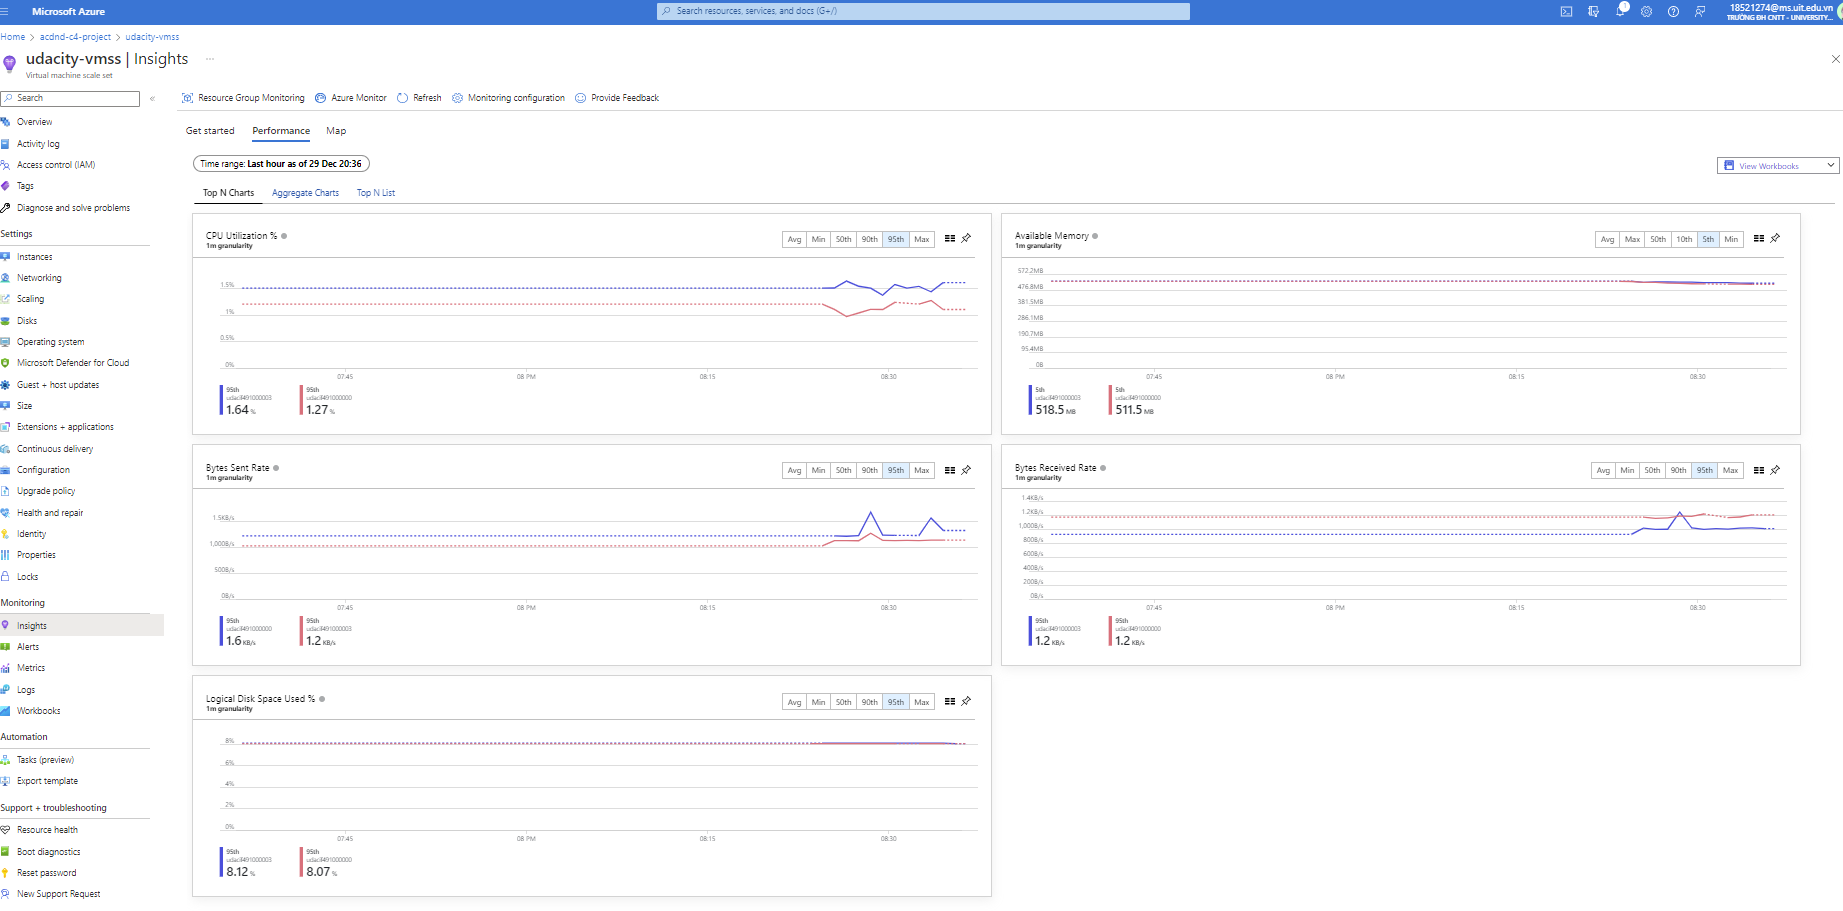 Microsoft Azure
Search resources, services, and docs (G+/)
1
18521274@ms.uit.edu.vn
TRƯỜNG ĐH CNTT - UNIVERSITY...
Home > acdnd-c4-project > udacity-vmss
udacity-vmss | Insights ...
Virtual machine scale set
Search
«
Resource Group Monitoring
Azure Monitor
Refresh
Monitoring configuration
Provide Feedback
Overview
Activity log
Access control (IAM)
Tags
Diagnose and solve problems
Settings
Instances
Networking
Scaling
Disks
Operating system
Microsoft Defender for Cloud
Guest + host updates
Size
Extensions + applications
Continuous delivery
Configuration
Upgrade policy
Health and repair
Identity
Properties
Locks
Monitoring
Insights
Alerts
Metrics
Logs
Workbooks
Automation
Tasks (preview)
Export template
Support + troubleshooting
Resource health
Boot diagnostics
Reset password
New Support Request
Get started Performance Map
Time range: Last hour as of 29 Dec 20:36
View Workbooks
Top N Charts Aggregate Charts Top N List
CPU Utilization %
1m granularity
Avg Min 50th 90th 95th Max
1.5%
1%
0.5%
0%
07:45 08 PM 08:15 08:30
95th
udacif491000003
1.64 %
95th
udacif491000000
1.27 %
Available Memory
1m granularity
Avg Max 50th 10th 5th Min
572.2MB
476.8MB
381.5MB
286.1MB
190.7MB
95.4MB
0B
07:45 08 PM 08:15 08:30
5th
udacif491000003
518.5 MB
5th
udacif491000000
511.5 MB
Bytes Sent Rate
1m granularity
Avg Min 50th 90th 95th Max
1.5KB/s
1,000B/s
500B/s
0B/s
07:45 08 PM 08:15 08:30
95th
udacif491000000
1.6 KB/s
95th
udacif491000003
1.2 KB/s
Bytes Received Rate
1m granularity
Avg Min 50th 90th 95th Max
1.4KB/s
1.2KB/s
1,000B/s
800B/s
600B/s
400B/s
200B/s
0B/s
07:45 08 PM 08:15 08:30
95th
udacif491000003
1.2 KB/s
95th
udacif491000000
1.2 KB/s
Logical Disk Space Used %
1m granularity
Avg Min 50th 90th 95th Max
8%
6%
4%
2%
0%
07:45 08 PM 08:15 08:30
95th
udacif491000003
8.12 %
95th
udacif491000000
8.07 %